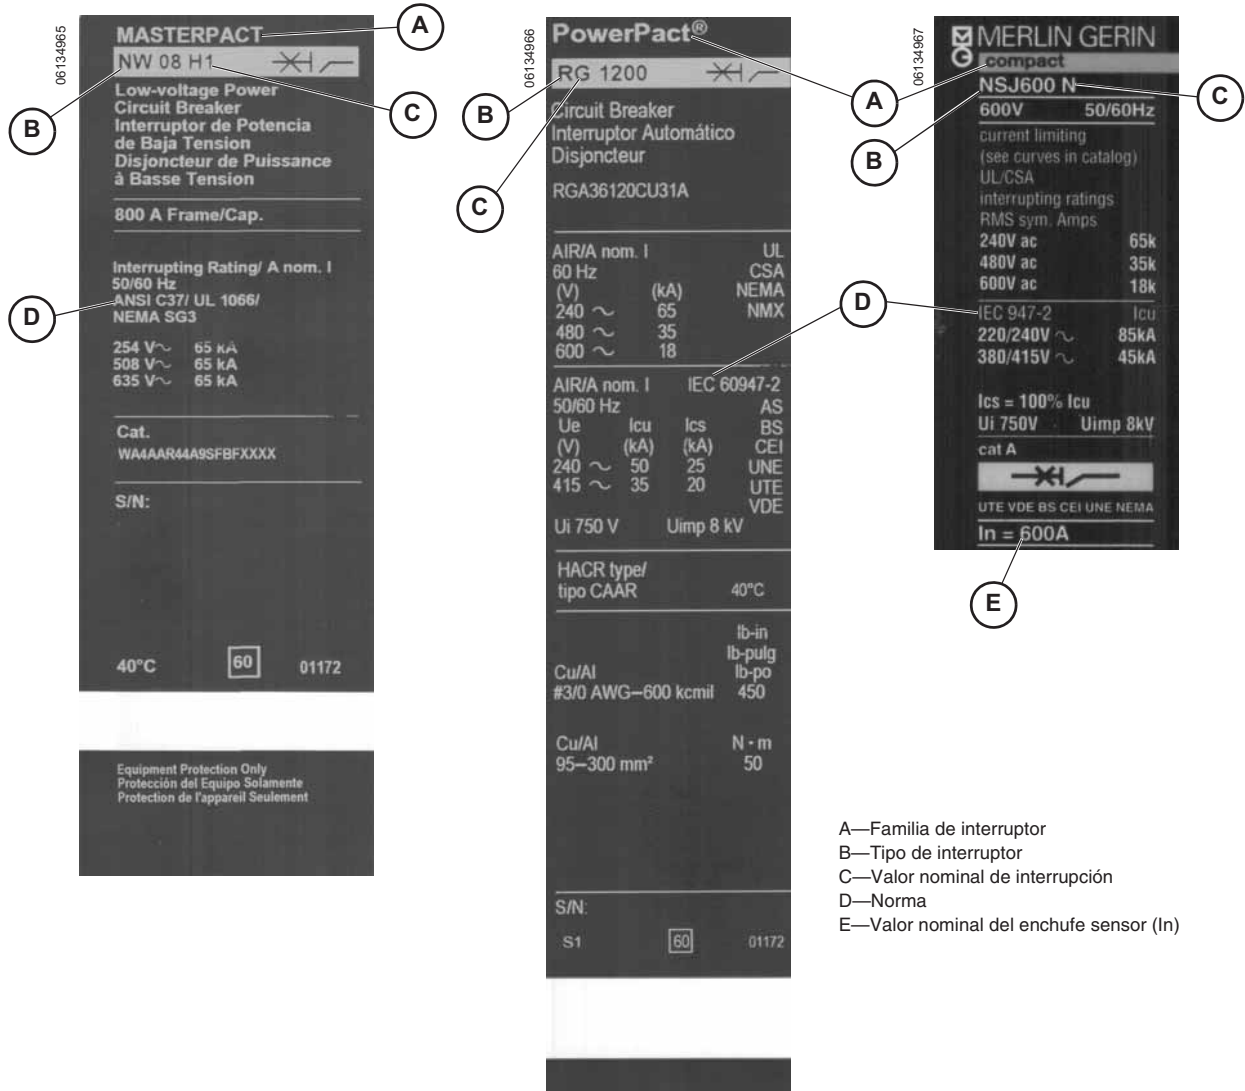 06134965
MASTERPACT
A
NW 08 H1
B
C
Low-voltage Power
Circuit Breaker
Interruptor de Potencia
de Baja Tension
Disjoncteur de Puissance
à Basse Tension
800 A Frame/Cap.
Interrupting Rating/ A nom. I
50/60 Hz
ANSI C37/ UL 1066/
NEMA SG3
D
254 V~ 65 kA
508 V~ 65 kA
635 V~ 65 kA
Cat.
WA4AAR44A9SFBFXXXX
S/N:
40°C 60 01172
Equipment Protection Only
Protección del Equipo Solamente
Protection de l'appareil Seulement
06134966
PowerPact®
RG 1200
B
A
C
Circuit Breaker
Interruptor Automático
Disjoncteur
RGA36120CU31A
AIR/A nom. I UL
60 Hz CSA
(V) (kA) NEMA
240 ~ 65 NMX
480 ~ 35
600 ~ 18
D
AIR/A nom. I IEC 60947-2
50/60 Hz AS
Ue Icu Ics BS
(V) (kA) (kA) CEI
240 ~ 50 25 UNE
415 ~ 35 20 UTE
VDE
Ui 750 V Uimp 8 kV
HACR type/
tipo CAAR 40°C
lb-in
lb-pulg
Cu/Al lb-po
#3/0 AWG–600 kcmil 450
Cu/Al N • m
95–300 mm² 50
S/N:
S1 60 01172
06134967
MERLIN GERIN
compact
NSJ600 N
C
B
600V 50/60Hz
current limiting
(see curves in catalog)
UL/CSA
interrupting ratings
RMS sym. Amps
240V ac 65k
480V ac 35k
600V ac 18k
IEC 947-2 Icu
220/240V ~ 85kA
380/415V ~ 45kA
Ics = 100% Icu
Ui 750V Uimp 8kV
cat A
UTE VDE BS CEI UNE NEMA
In = 600A
E
A—Familia de interruptor
B—Tipo de interruptor
C—Valor nominal de interrupción
D—Norma
E—Valor nominal del enchufe sensor (In)